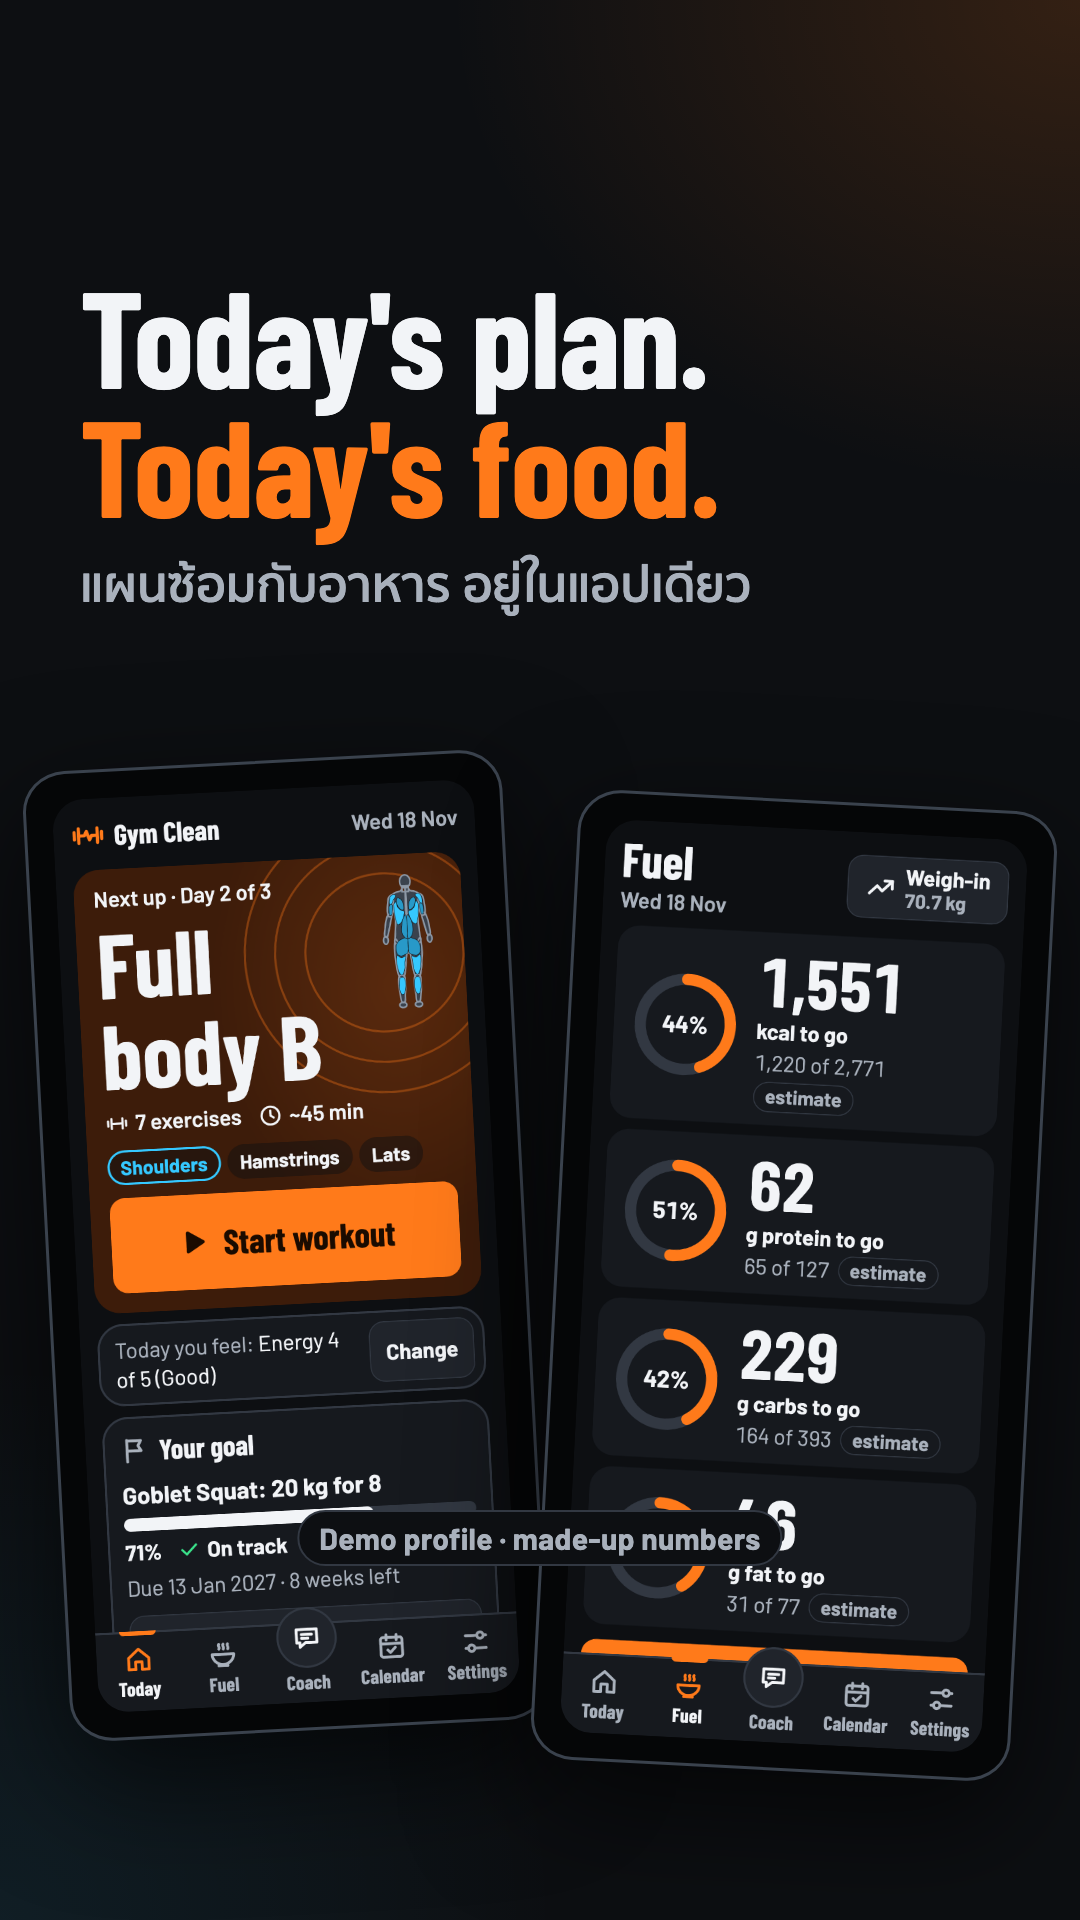 Today's plan.
Today's food.
แผนซ้อมกับอาหาร อยู่ในแอปเดียว
Gym Clean
Wed 18 Nov
Next up · Day 2 of 3
Full
body B
7 exercises
~45 min
Shoulders
Hamstrings
Lats
Start workout
Today you feel: Energy 4
of 5 (Good)
Change
Your goal
Goblet Squat: 20 kg for 8
71%
On track
Due 13 Jan 2027 · 8 weeks left
Today
Fuel
Coach
Calendar
Settings
Fuel
Wed 18 Nov
Weigh-in
70.7 kg
44%
1,551
kcal to go
1,220 of 2,771
estimate
51%
62
g protein to go
65 of 127
estimate
42%
229
g carbs to go
164 of 393
estimate
Demo profile · made-up numbers
g fat to go
31 of 77
estimate
Today
Fuel
Coach
Calendar
Settings